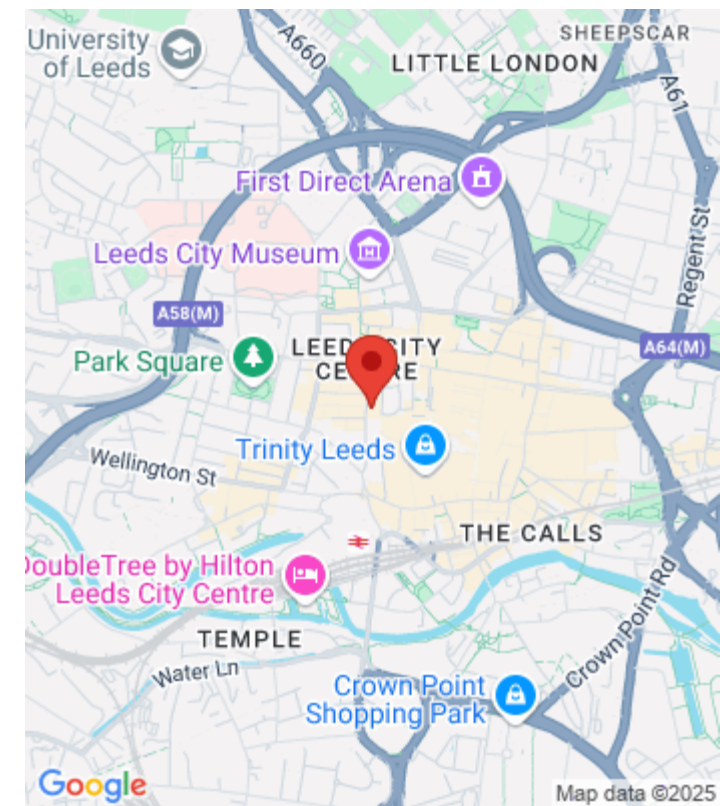 SHEEPSCAR
University
of Leeds
A660
LITTLE LONDON
A61
First Direct Arena
Regent St
Leeds City Museum
A58(M)
LEEDS CITY
CENTRE
A64(M)
Park Square
Trinity Leeds
Wellington St
THE CALLS
DoubleTree by Hilton
Leeds City Centre
Crown Point Rd
TEMPLE
Water Ln
Crown Point
Shopping Park
Google
Map data ©2025